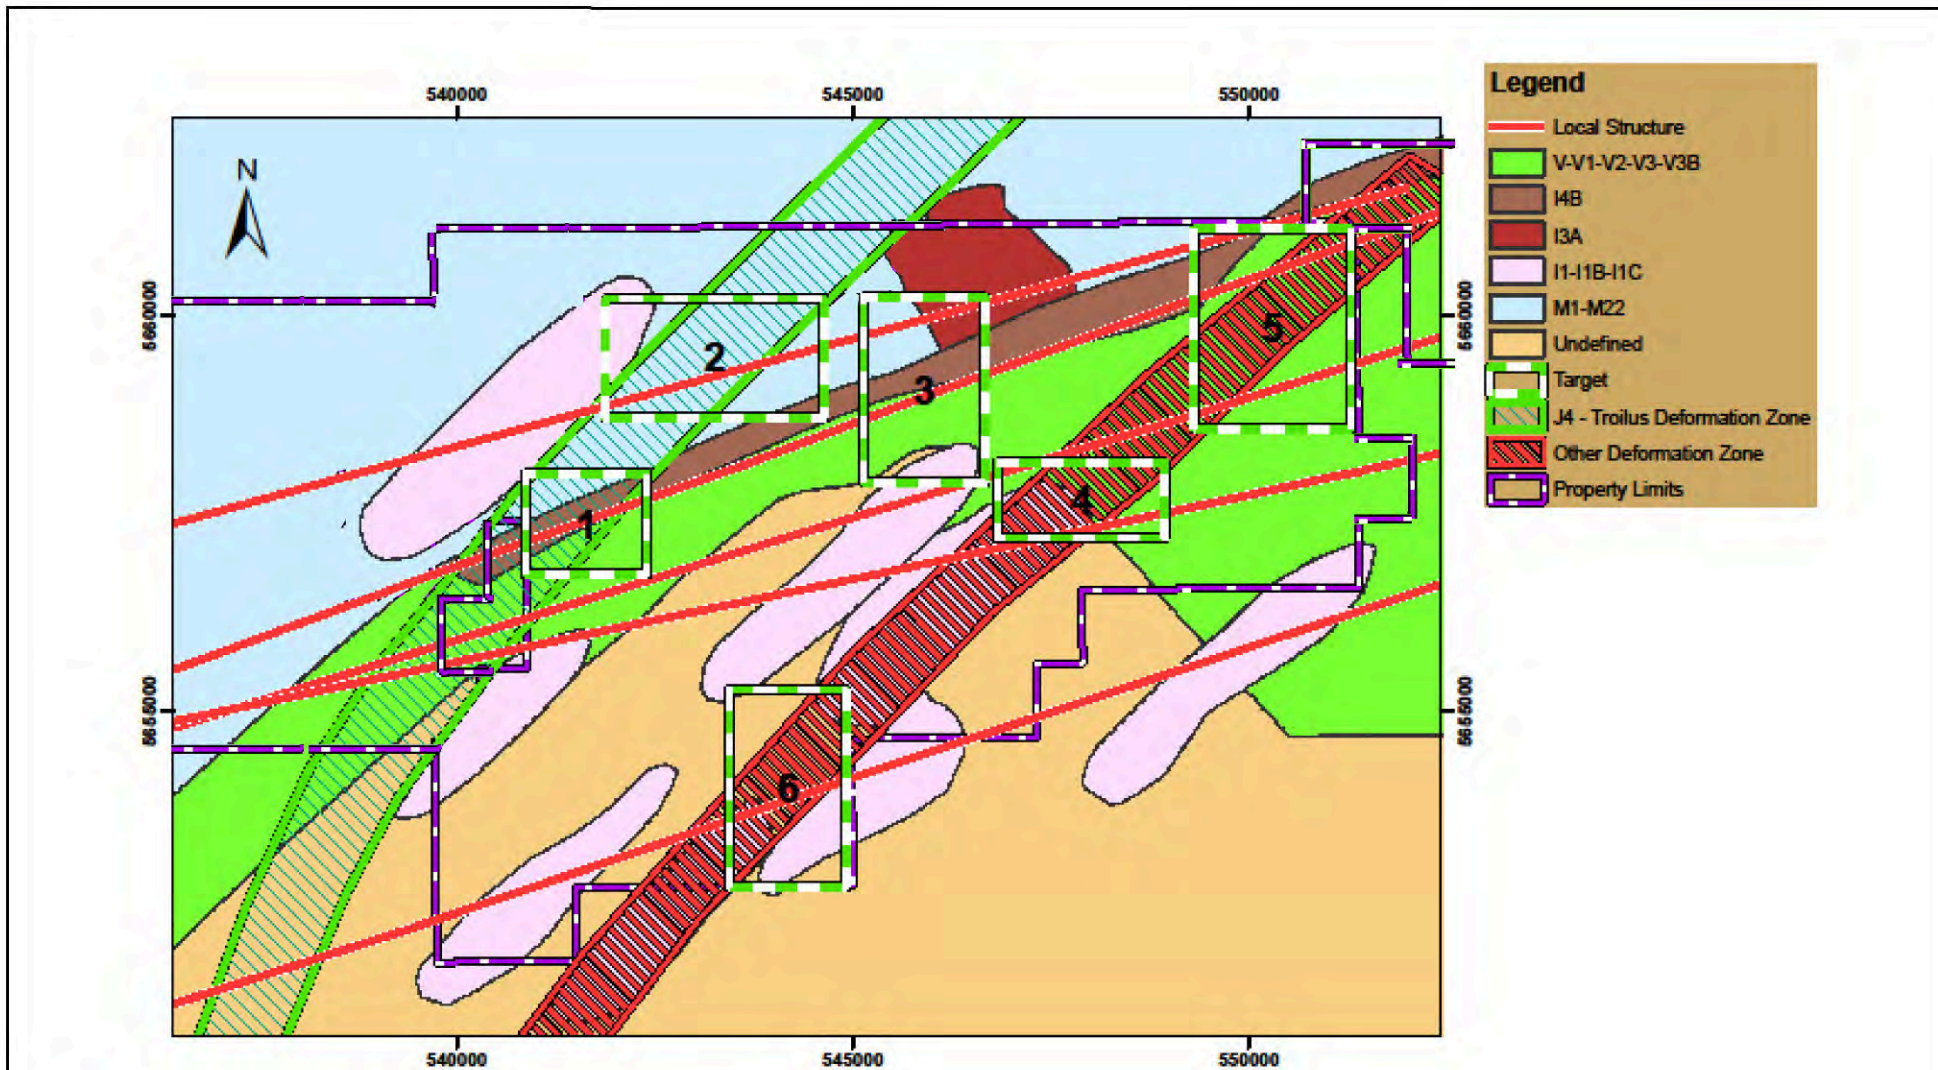 540000 545000 550000
N
5660000 5660000
5655000 5655000
1
2
3
4
5
6
540000 545000 550000
Legend
Local Structure
V-V1-V2-V3-V3B
I4B
I3A
I1-I1B-I1C
M1-M22
Undefined
Target
J4 - Troilus Deformation Zone
Other Deformation Zone
Property Limits